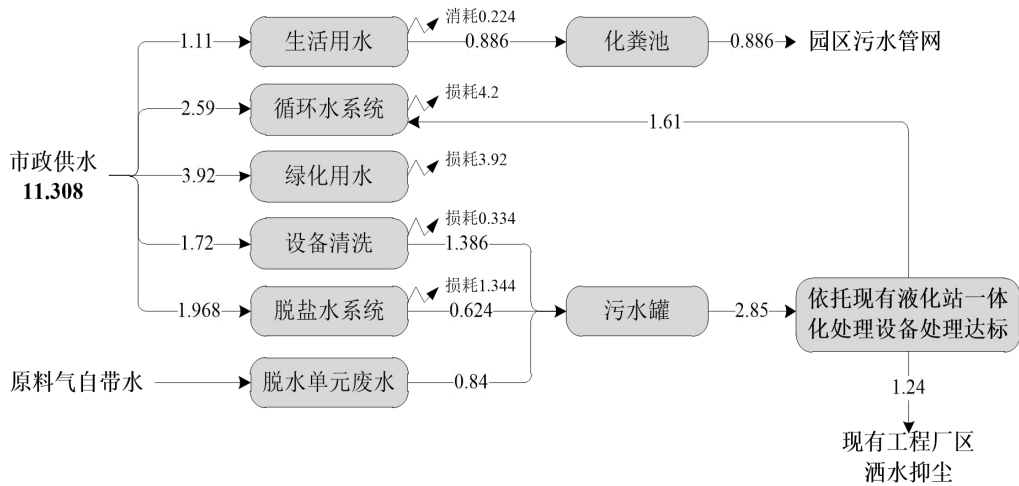 消耗0.224
1.11
生活用水
0.886
化粪池
0.886
园区污水管网
损耗4.2
2.59
循环水系统
1.61
市政供水
11.308
损耗3.92
3.92
绿化用水
损耗0.334
1.72
设备清洗
1.386
损耗1.344
1.968
脱盐水系统
0.624
污水罐
2.85
依托现有液化站一体
化处理设备处理达标
原料气自带水
脱水单元废水
0.84
1.24
现有工程厂区
洒水抑尘